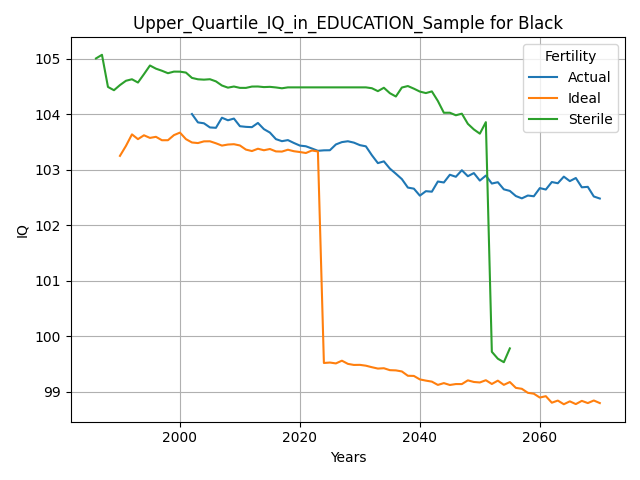 Upper_Quartile_IQ_in_EDUCATION_Sample for Black
Fertility
Actual
Ideal
Sterile
105
104
103
102
101
100
99
IQ
2000
2020
2040
2060
Years